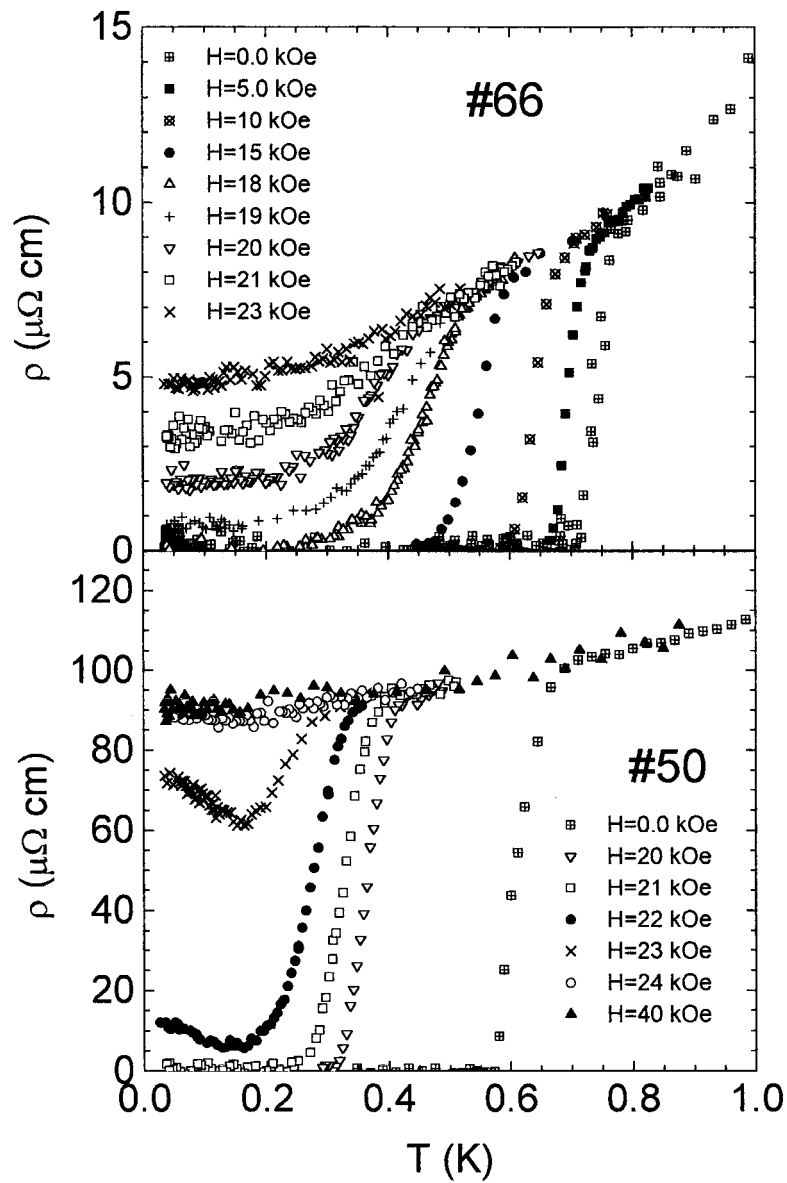 15
10
5
0
ρ (μΩ cm)
H=0.0 kOe
H=5.0 kOe
H=10 kOe
H=15 kOe
H=18 kOe
H=19 kOe
H=20 kOe
H=21 kOe
H=23 kOe
#66
120
100
80
60
40
20
0
ρ (μΩ cm)
#50
H=0.0 kOe
H=20 kOe
H=21 kOe
H=22 kOe
H=23 kOe
H=24 kOe
H=40 kOe
0.0 0.2 0.4 0.6 0.8 1.0
T (K)